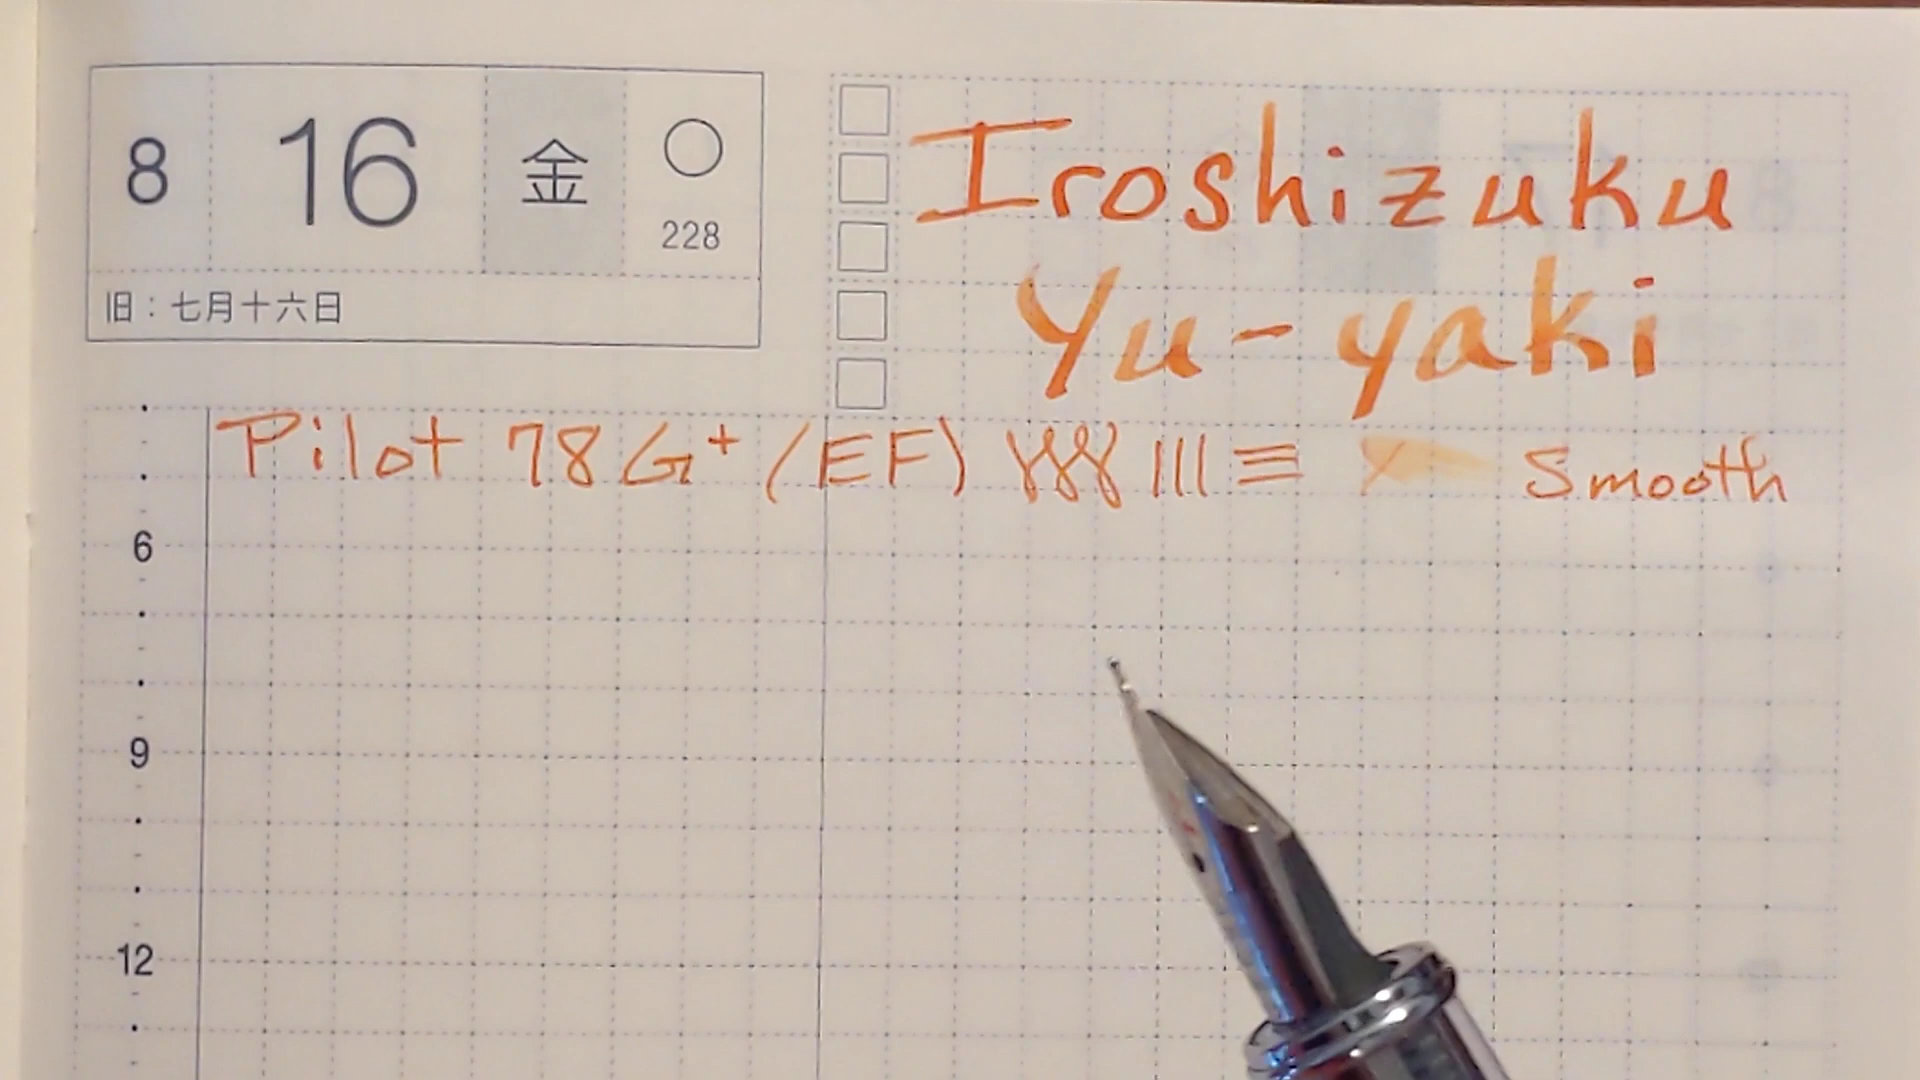 8 16 金 ○
228
旧：七月十六日
Iroshizuku
Yu-yaki
Pilot 78G+ (EF) Smooth
6
9
12